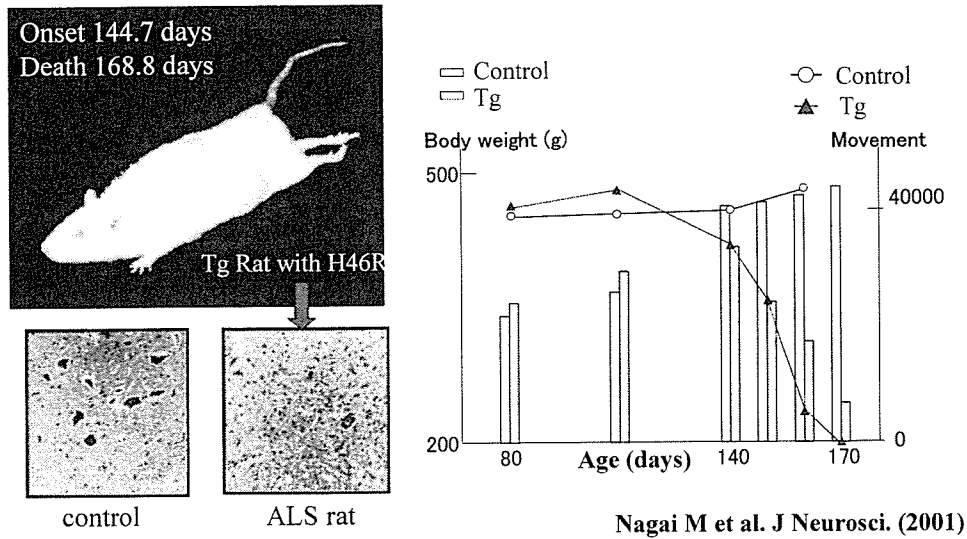 Onset 144.7 days
Death 168.8 days
Tg Rat with H46R
control
ALS rat
Control
Tg
Control
Tg
Body weight (g)
Movement
500
200
40000
0
80
Age (days)
140
170
Nagai M et al. J Neurosci. (2001)